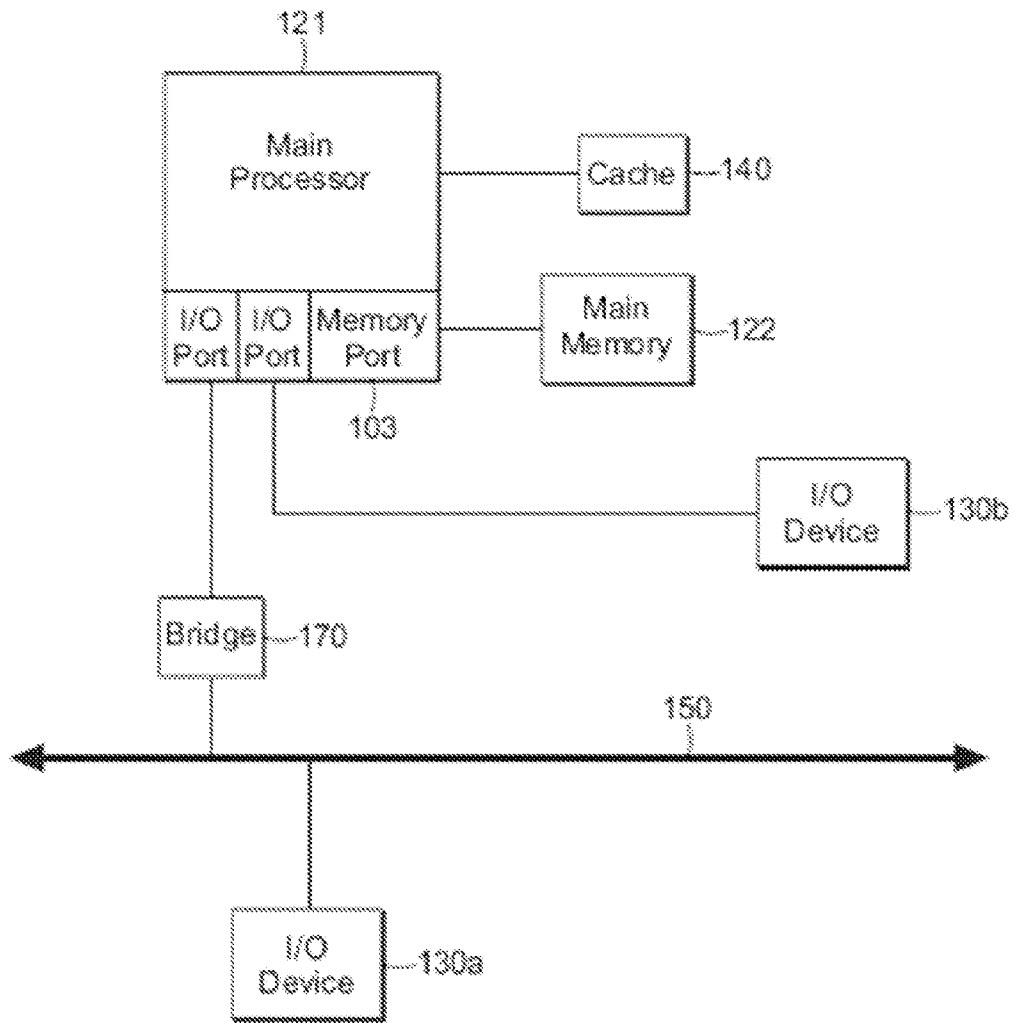 121
Main
Processor
Cache
140
I/O
Port
I/O
Port
Memory
Port
Main
Memory
122
103
I/O
Device
130b
Bridge
170
150
I/O
Device
130a